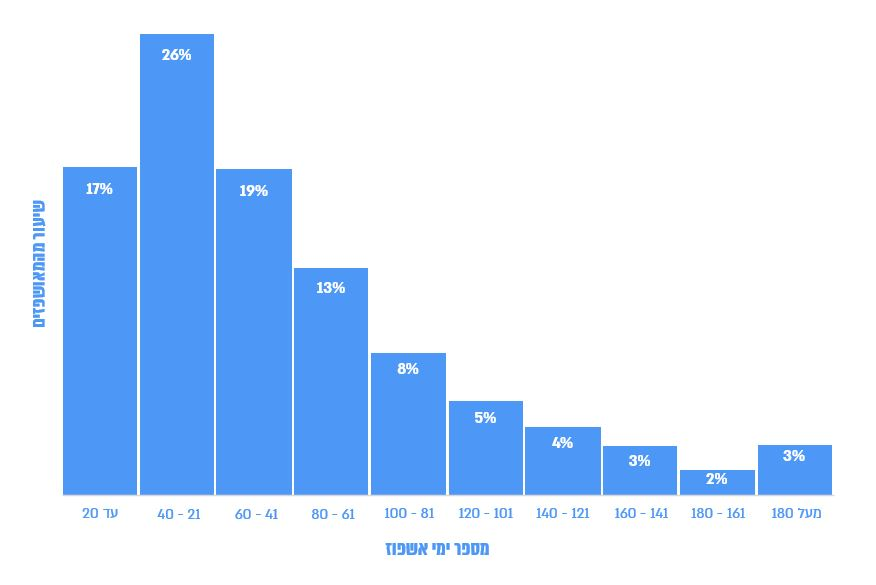 26%
17%
19%
13%
8%
5%
4%
3%
2%
3%
שיעור מהמאושפזים
עד 20
21 - 40
41 - 60
61 - 80
81 - 100
101 - 120
121 - 140
141 - 160
161 - 180
מעל 180
מספר ימי אשפוז